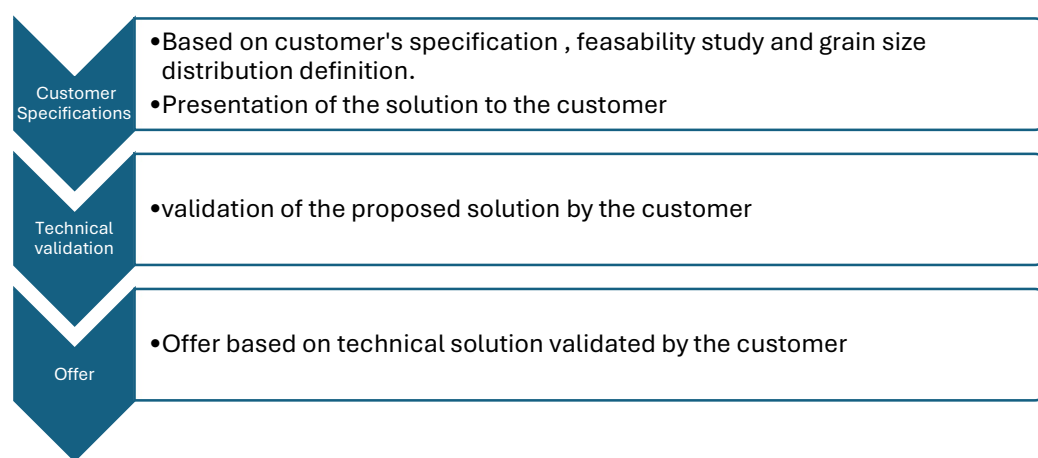 Customer
Specifications
•Based on customer's specification , feasability study and grain size
distribution definition.
•Presentation of the solution to the customer
Technical
validation
•validation of the proposed solution by the customer
Offer
•Offer based on technical solution validated by the customer